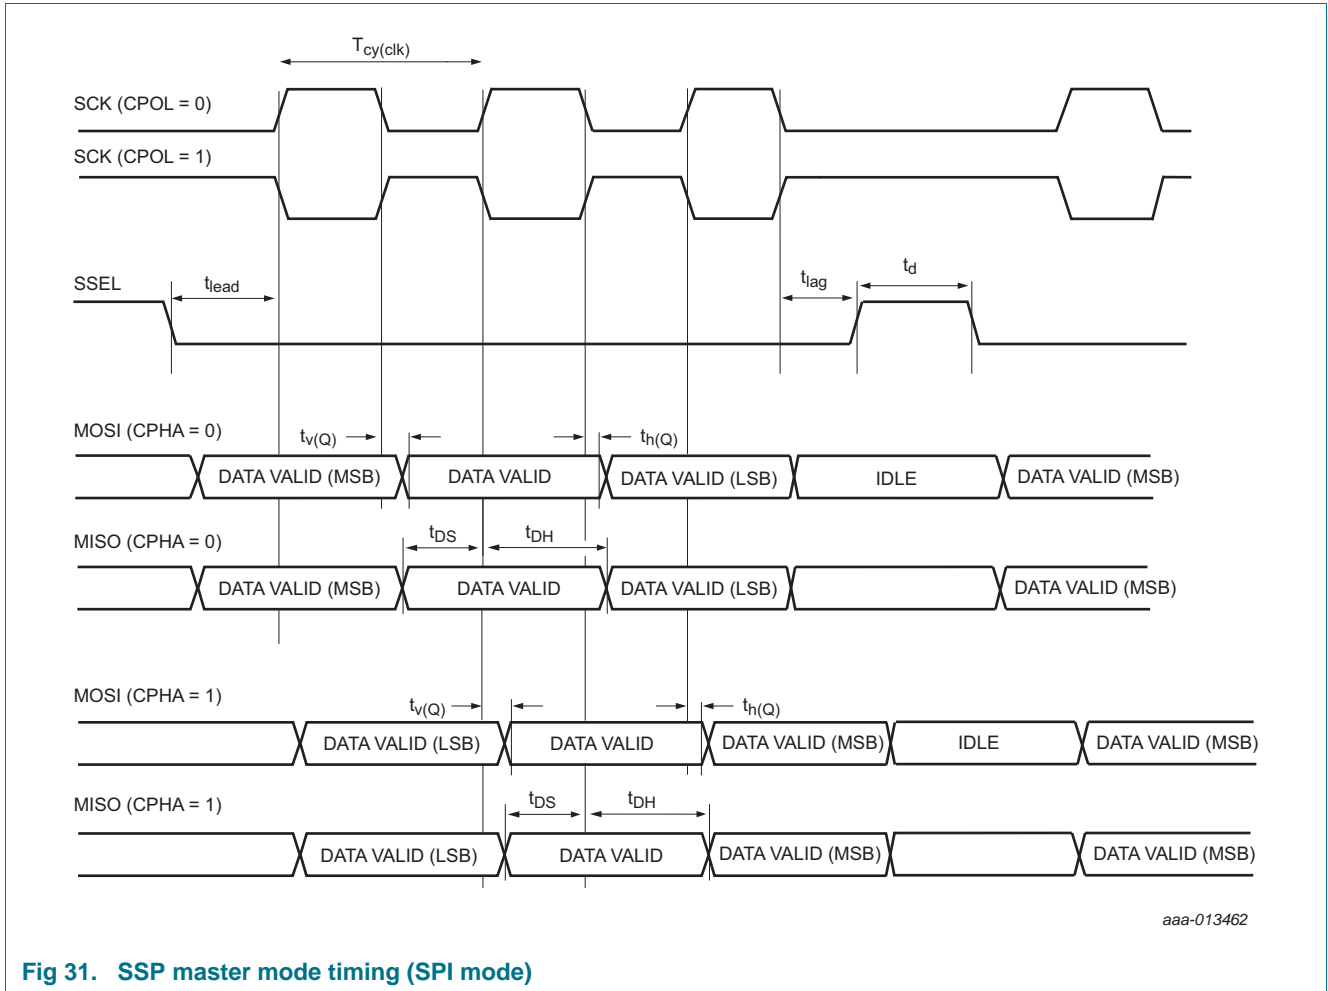 Tcy(clk)
SCK (CPOL = 0)
SCK (CPOL = 1)
SSEL
tlead
tlag
td
MOSI (CPHA = 0)
tv(Q)
th(Q)
DATA VALID (MSB)
DATA VALID
DATA VALID (LSB)
IDLE
DATA VALID (MSB)
MISO (CPHA = 0)
tDS
tDH
DATA VALID (MSB)
DATA VALID
DATA VALID (LSB)
DATA VALID (MSB)
MOSI (CPHA = 1)
tv(Q)
th(Q)
DATA VALID (LSB)
DATA VALID
DATA VALID (MSB)
IDLE
DATA VALID (MSB)
MISO (CPHA = 1)
tDS
tDH
DATA VALID (LSB)
DATA VALID
DATA VALID (MSB)
DATA VALID (MSB)
aaa-013462
Fig 31. SSP master mode timing (SPI mode)